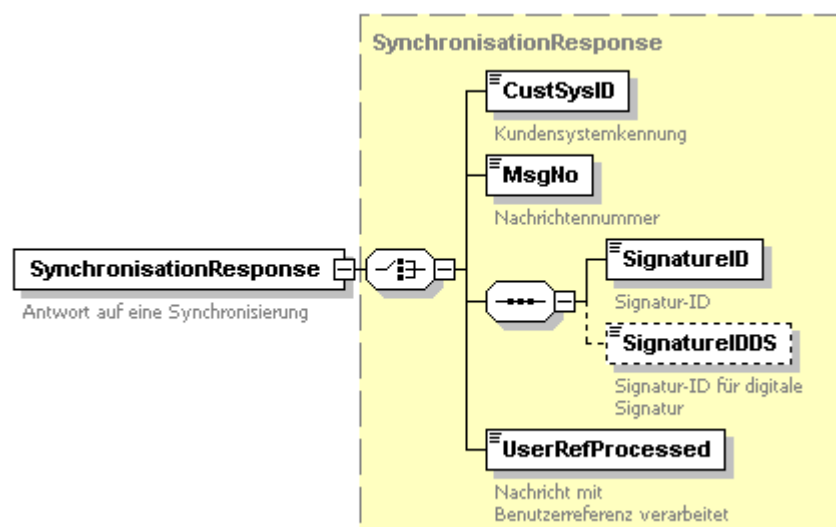 SynchronisationResponse
CustSysID
Kundensystemkennung
MsgNo
Nachrichtennummer
SynchronisationResponse
Antwort auf eine Synchronisierung
SignatureID
Signatur-ID
SignatureIDDS
Signatur-ID für digitale
Signatur
UserRefProcessed
Nachricht mit
Benutzerreferenz verarbeitet